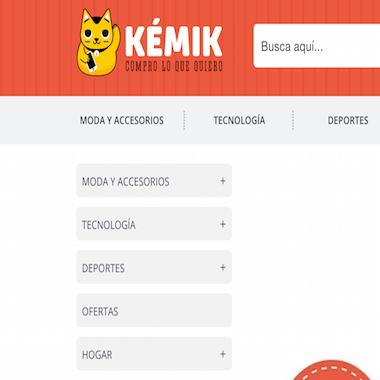 KÉMIK
COMPRO LO QUE QUIERO
Busca aquí...
MODA Y ACCESORIOS
TECNOLOGÍA
DEPORTES
MODA Y ACCESORIOS +
TECNOLOGÍA +
DEPORTES +
OFERTAS
HOGAR +